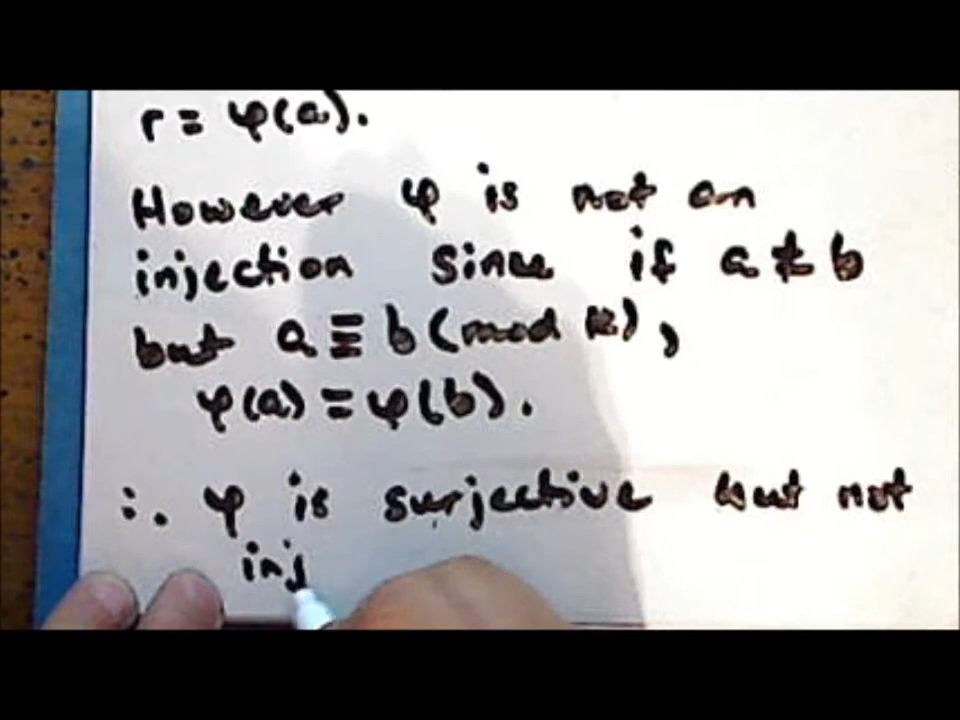 r = φ(a).
However φ is not an
injection since if a ≠ b
but a ≡ b (mod k),
φ(a) = φ(b).
∴ φ is surjective but not
inj